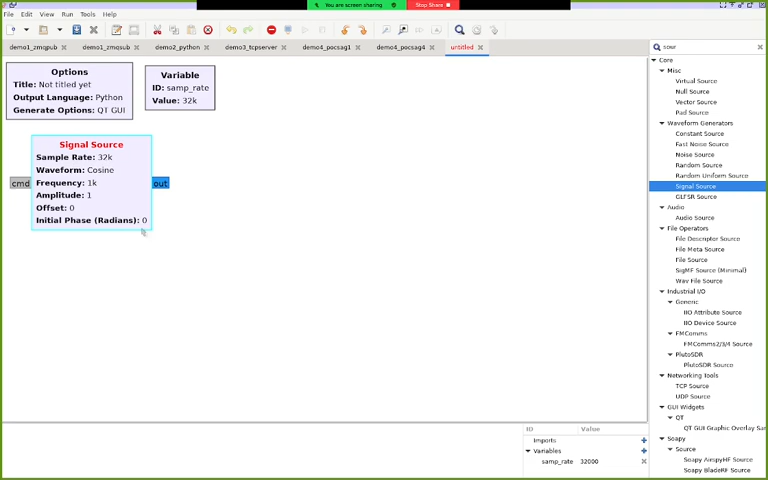 You are screen sharing
Stop Share
File Edit View Run Tools Help
sour
demo1_zmqpub
demo1_zmqsub
demo2_python
demo3_tcpserver
demo4_pocsag1
demo4_pocsag4
untitled
Options
Title: Not titled yet
Output Language: Python
Generate Options: QT GUI
Variable
ID: samp_rate
Value: 32k
Signal Source
Sample Rate: 32k
Waveform: Cosine
Frequency: 1k
Amplitude: 1
Offset: 0
Initial Phase (Radians): 0
cmd
out
Core
Misc
Virtual Source
Null Source
Vector Source
Pad Source
Waveform Generators
Constant Source
Fast Noise Source
Noise Source
Random Source
Random Uniform Source
Signal Source
GLFSR Source
Audio
Audio Source
File Operators
File Descriptor Source
File Meta Source
File Source
SigMF Source (Minimal)
Wav File Source
Industrial I/O
Generic
IIO Attribute Source
IIO Device Source
FMComms
FMComms2/3/4 Source
PlutoSDR
PlutoSDR Source
Networking Tools
TCP Source
UDP Source
GUI Widgets
QT
QT GUI Graphic Overlay Sar
Soapy
Source
Soapy AirspyHF Source
Soapy BladeRF Source
ID Value
Imports
Variables
samp_rate 32000